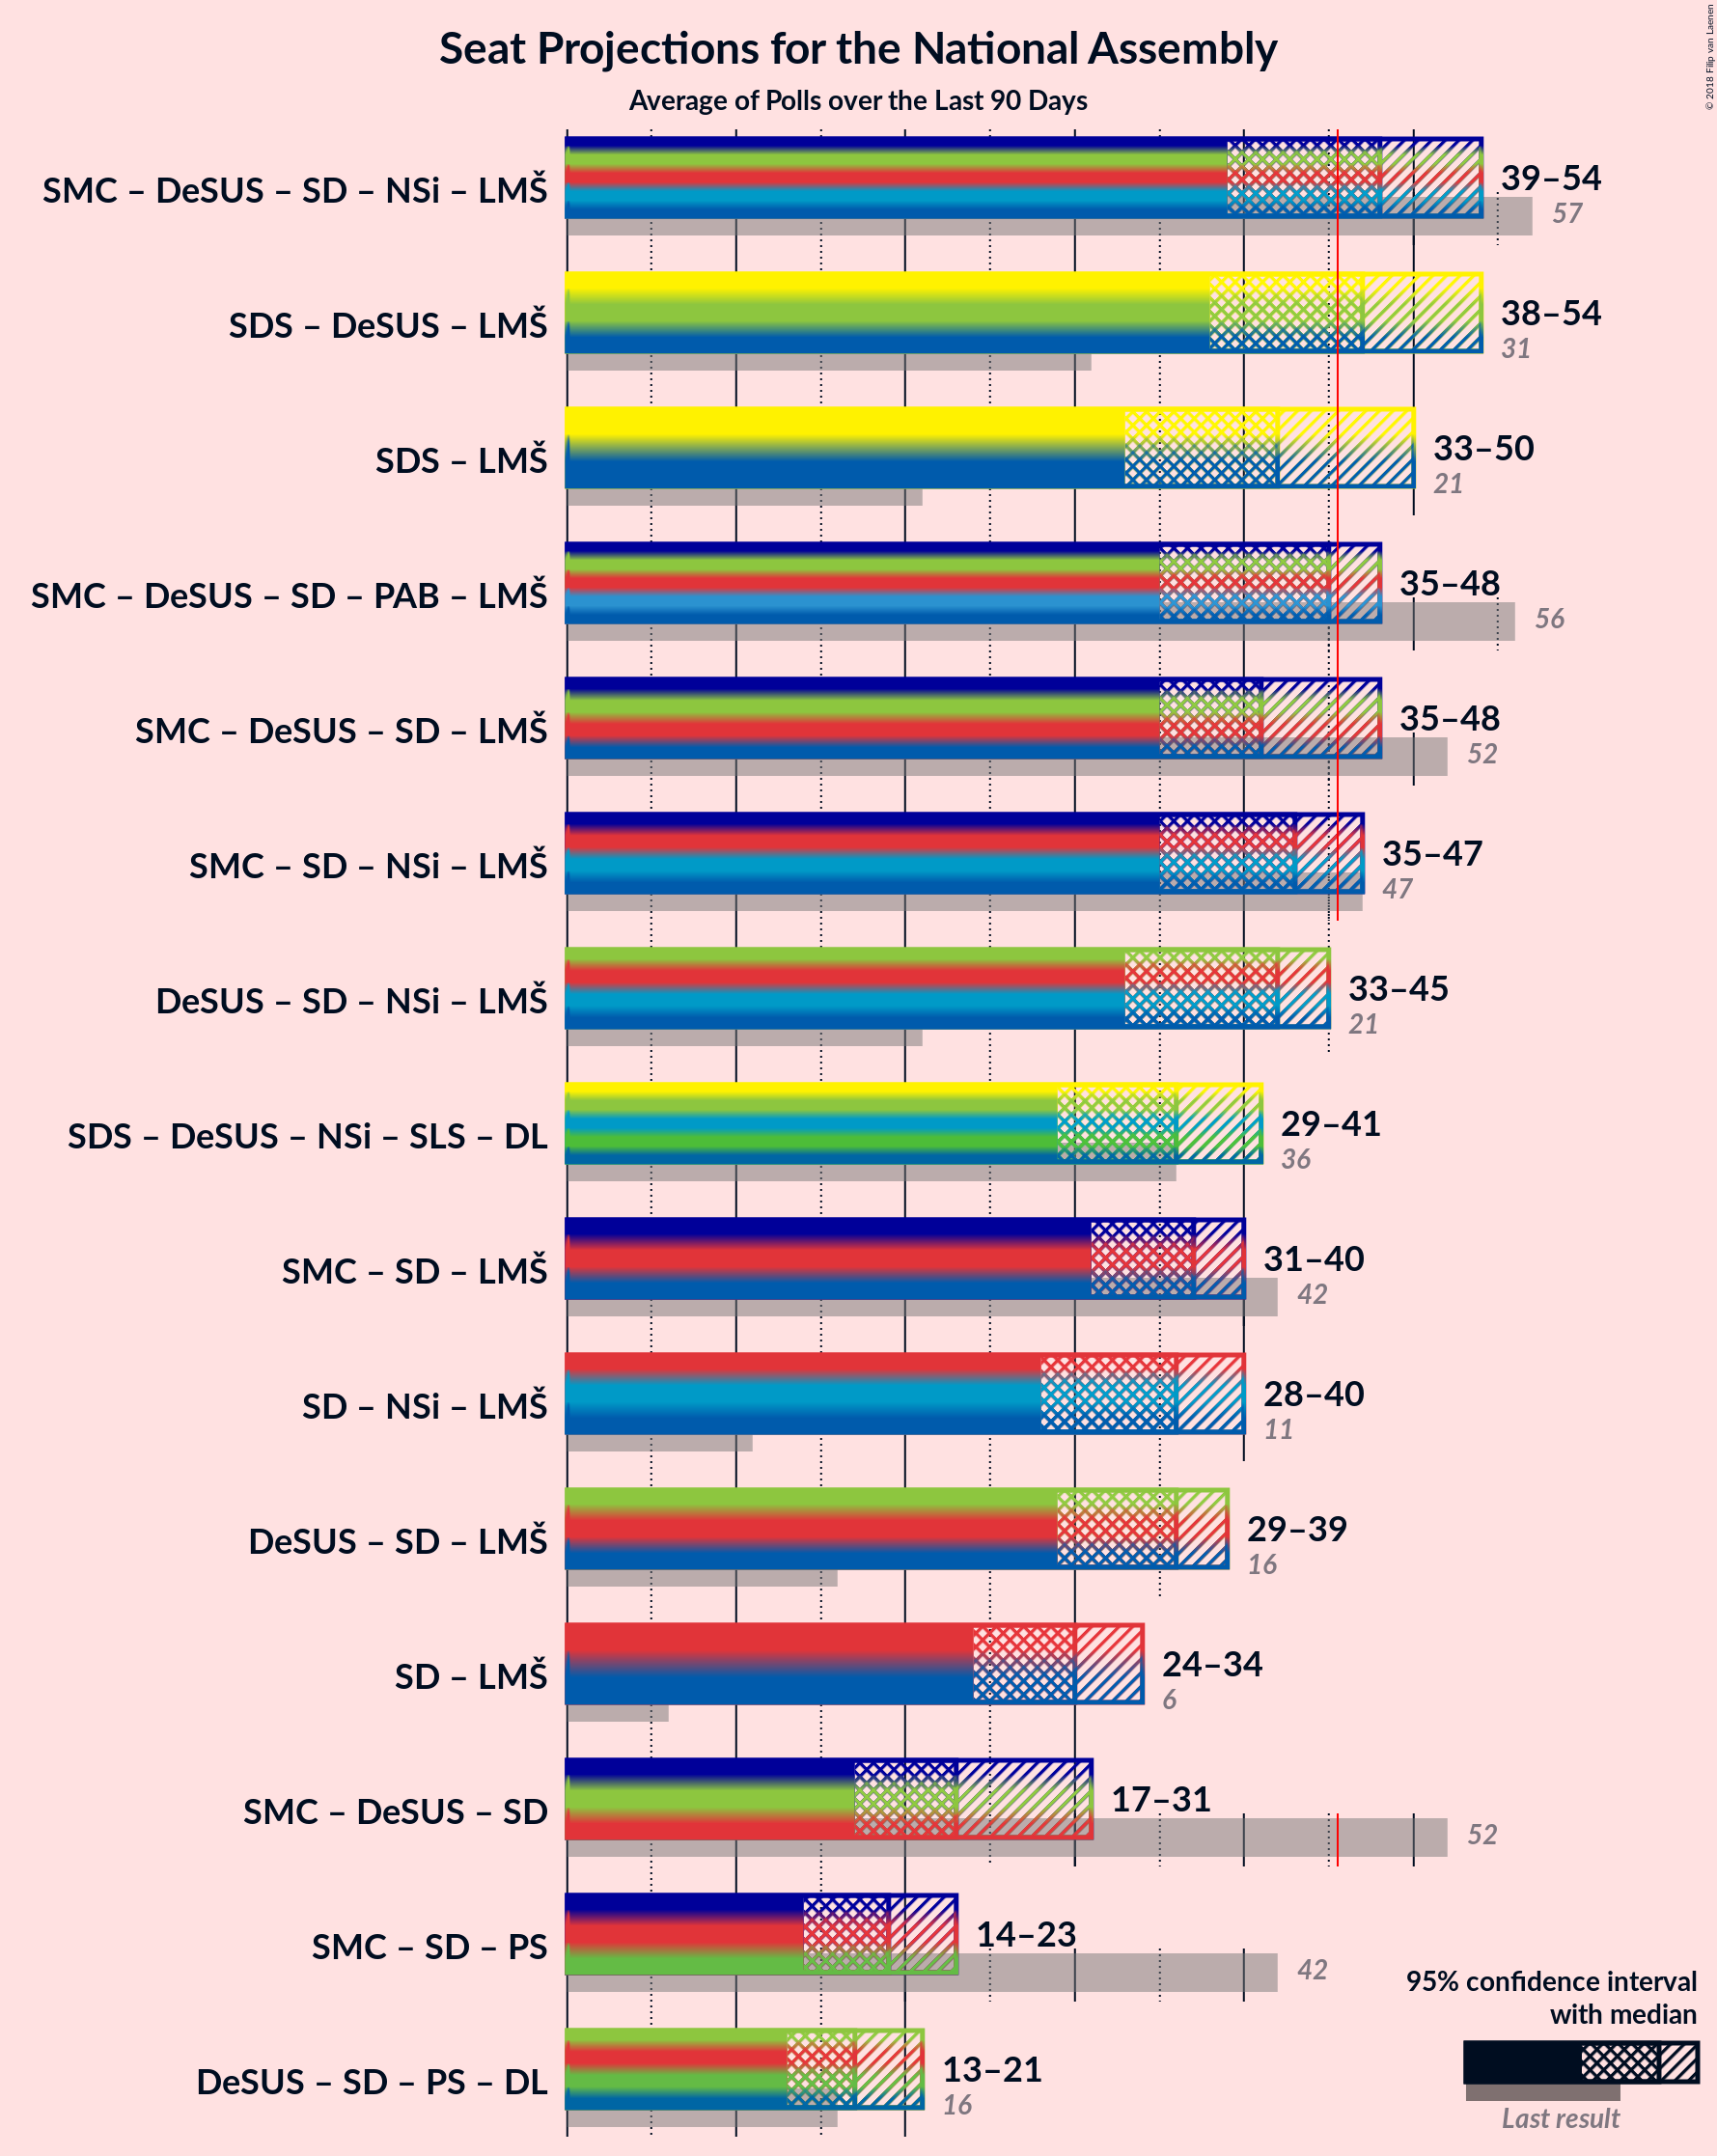 Seat Projections for the National Assembly
Average of Polls over the Last 90 Days
© 2018 Filip van Laenen
SMC – DeSUS – SD – NSi – LMŠ
39–54
57
SDS – DeSUS – LMŠ
38–54
31
SDS – LMŠ
33–50
21
SMC – DeSUS – SD – PAB – LMŠ
35–48
56
SMC – DeSUS – SD – LMŠ
35–48
52
SMC – SD – NSi – LMŠ
35–47
47
DeSUS – SD – NSi – LMŠ
33–45
21
SDS – DeSUS – NSi – SLS – DL
29–41
36
SMC – SD – LMŠ
31–40
42
SD – NSi – LMŠ
28–40
11
DeSUS – SD – LMŠ
29–39
16
SD – LMŠ
24–34
6
SMC – DeSUS – SD
17–31
52
SMC – SD – PS
14–23
42
DeSUS – SD – PS – DL
13–21
16
95% confidence interval
with median
Last result